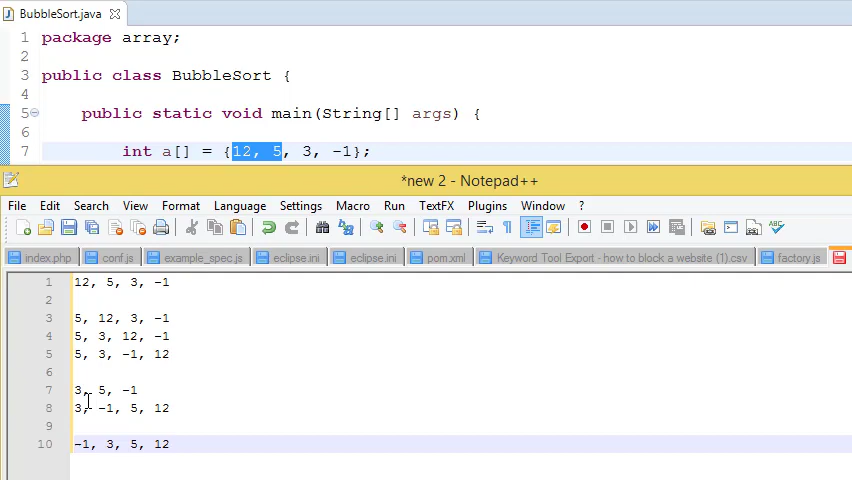 BubbleSort.java
1 package array;
2
3 public class BubbleSort {
4
5 public static void main(String[] args) {
6
7 int a[] = {12, 5, 3, -1};
*new 2 - Notepad++
File Edit Search View Encoding Language Settings Macro Run TextFX Plugins Window ?
index.php conf.js example_spec.js eclipse.ini eclipse.ini pom.xml Keyword Tool Export - how to block a website (1).csv factory.js
1 12, 5, 3, -1
2
3 5, 12, 3, -1
4 5, 3, 12, -1
5 5, 3, -1, 12
6
7 3, 5, -1
8 3, -1, 5, 12
9
10 -1, 3, 5, 12